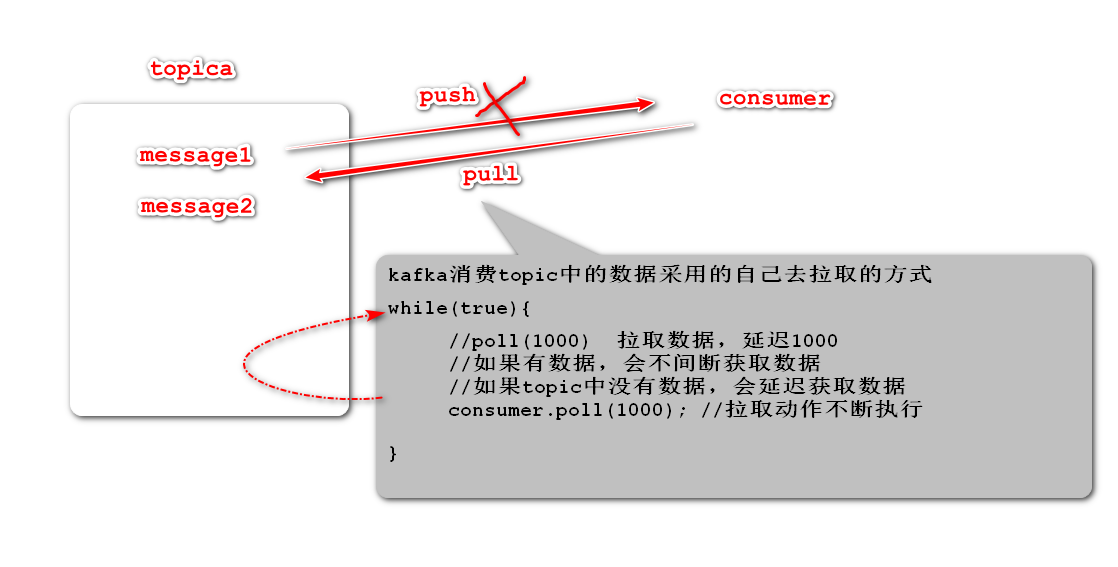 topica
push
consumer
message1
pull
message2
kafka消费topic中的数据采用的自己去拉取的方式
while(true){
//poll(1000) 拉取数据，延迟1000
//如果有数据，会不间断获取数据
//如果topic中没有数据，会延迟获取数据
consumer.poll(1000); //拉取动作不断执行
}